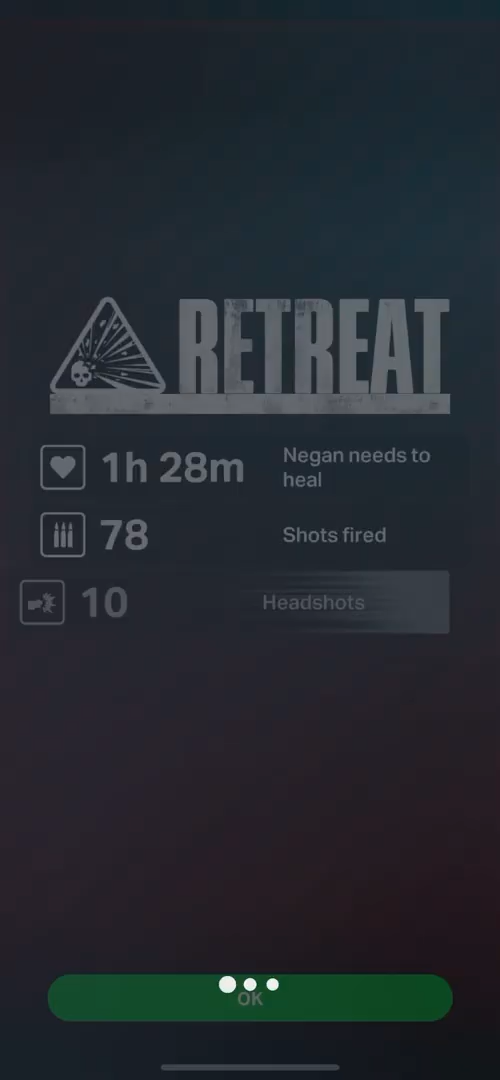 RETREAT
1h 28m
Negan needs to
heal
78
Shots fired
10
Headshots
OK